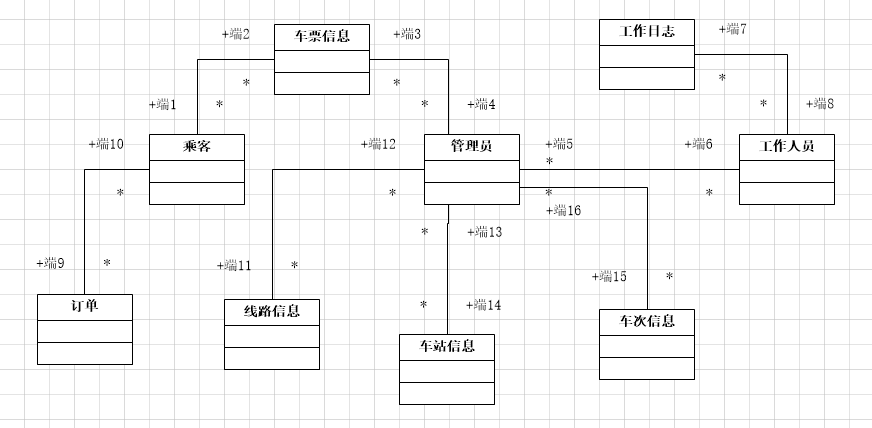 车票信息
工作日志
+端2
+端3
+端7
*
*
*
+端1
*
*
+端4
*
+端8
+端10
乘客
+端12
管理员
+端5
+端6
工作人员
*
*
*
*
*
+端16
*
+端13
+端9
*
+端11
*
+端15
*
订单
线路信息
*
+端14
车次信息
车站信息